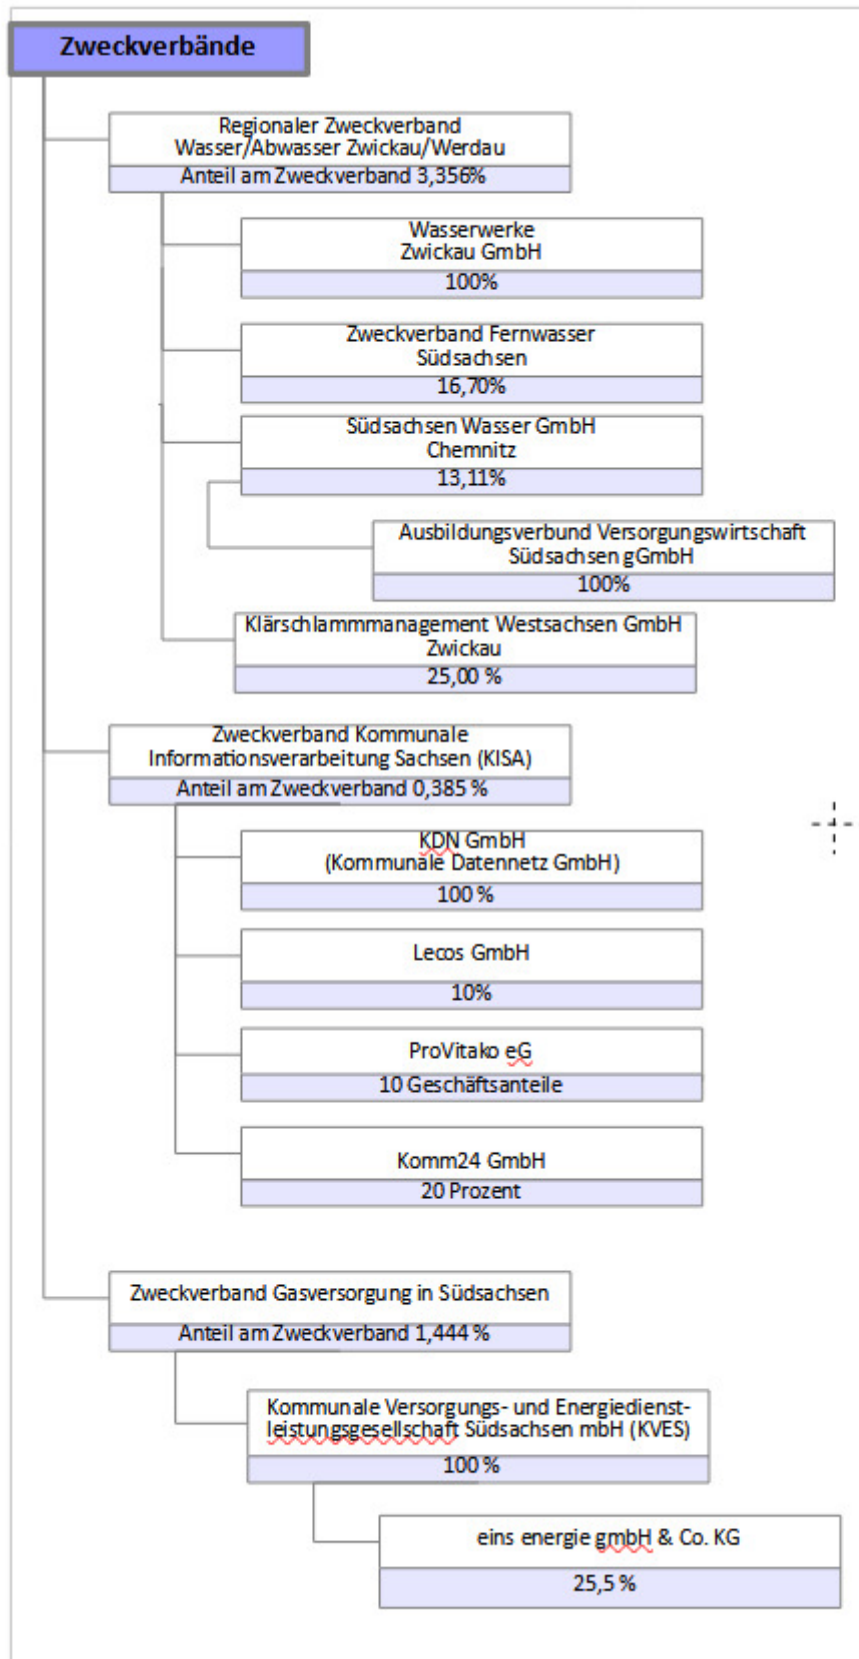 Zweckverbände
Regionaler Zweckverband
Wasser/Abwasser Zwickau/Werdau
Anteil am Zweckverband 3,356%
Wasserwerke
Zwickau GmbH
100%
Zweckverband Fernwasser
Südsachsen
16,70%
Südsachsen Wasser GmbH
Chemnitz
13,11%
Ausbildungsverbund Versorgungswirtschaft
Südsachsen gGmbH
100%
Klärschlammmanagement Westsachsen GmbH
Zwickau
25,00 %
Zweckverband Kommunale
Informationsverarbeitung Sachsen (KISA)
Anteil am Zweckverband 0,385 %
KDN GmbH
(Kommunale Datennetz GmbH)
100 %
Lecos GmbH
10%
ProVitako eG
10 Geschäftsanteile
Komm24 GmbH
20 Prozent
Zweckverband Gasversorgung in Südsachsen
Anteil am Zweckverband 1,444 %
Kommunale Versorgungs- und Energiedienst-
leistungsgesellschaft Südsachsen mbH (KVES)
100 %
eins energie gmbH & Co. KG
25,5 %